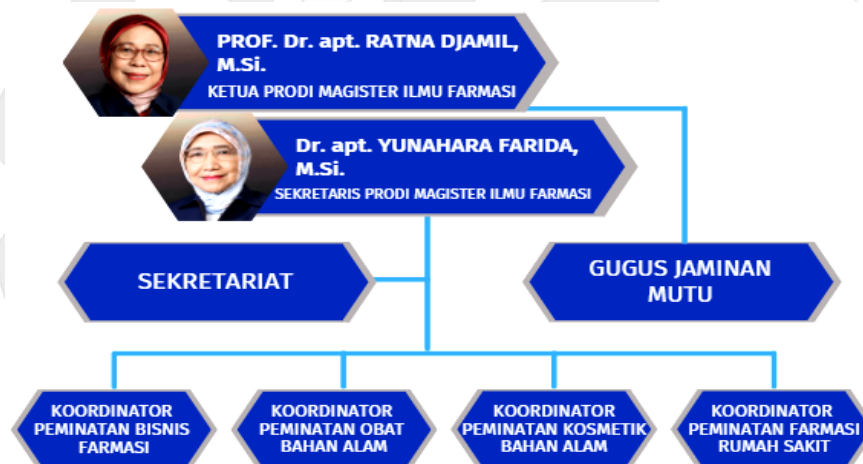 PROF. Dr. apt. RATNA DJAMIL,
M.Si.
KETUA PRODI MAGISTER ILMU FARMASI
Dr. apt. YUNAHARA FARIDA,
M.Si.
SEKRETARIS PRODI MAGISTER ILMU FARMASI
SEKRETARIAT
GUGUS JAMINAN
MUTU
KOORDINATOR
PEMINATAN BISNIS
FARMASI
KOORDINATOR
PEMINATAN OBAT
BAHAN ALAM
KOORDINATOR
PEMINATAN KOSMETIK
BAHAN ALAM
KOORDINATOR
PEMINATAN FARMASI
RUMAH SAKIT